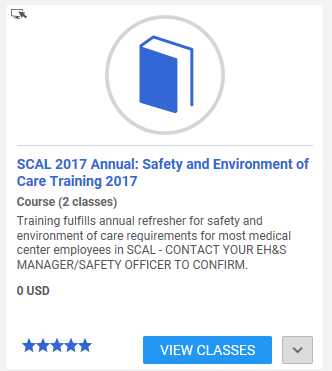 SCAL 2017 Annual: Safety and Environment of
Care Training 2017
Course (2 classes)
Training fulfills annual refresher for safety and
environment of care requirements for most medical
center employees in SCAL - CONTACT YOUR EH&S
MANAGER/SAFETY OFFICER TO CONFIRM.
0 USD
VIEW CLASSES